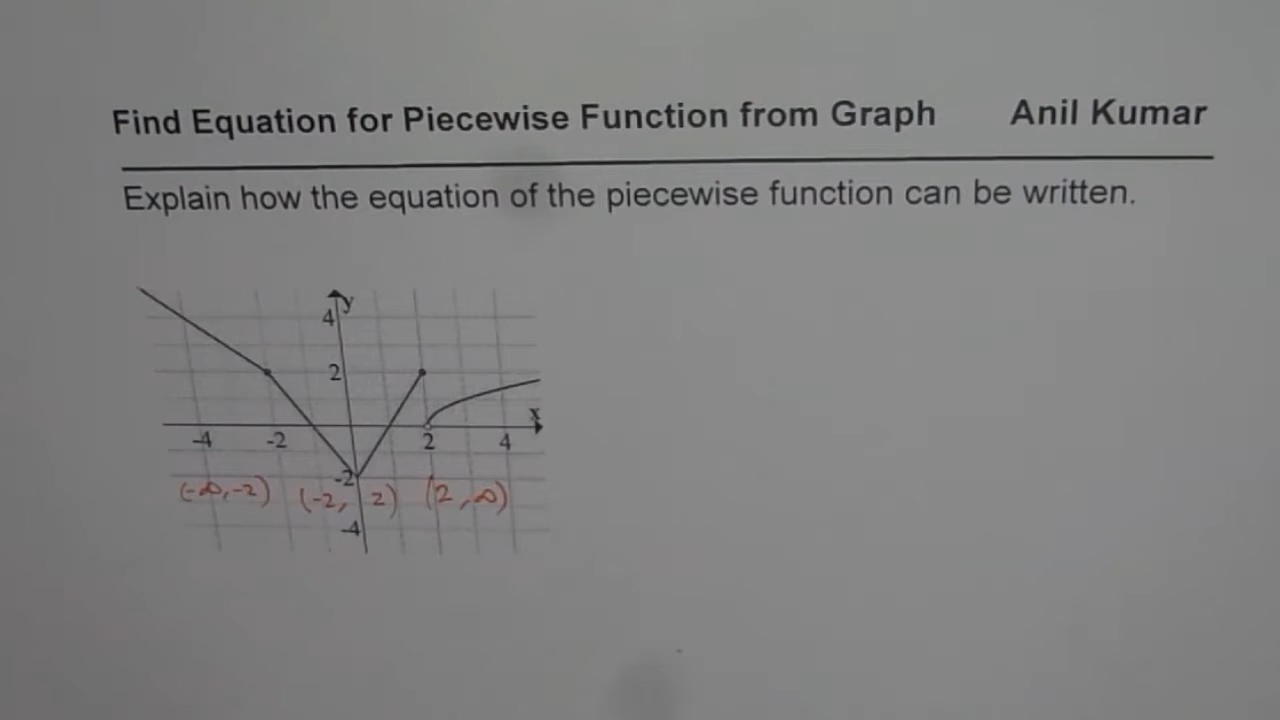 Find Equation for Piecewise Function from Graph Anil Kumar
Explain how the equation of the piecewise function can be written.
y
4
2
x
-4 -2 2 4
-2
(-∞,-2) (-2, 2) (2,∞)
-4